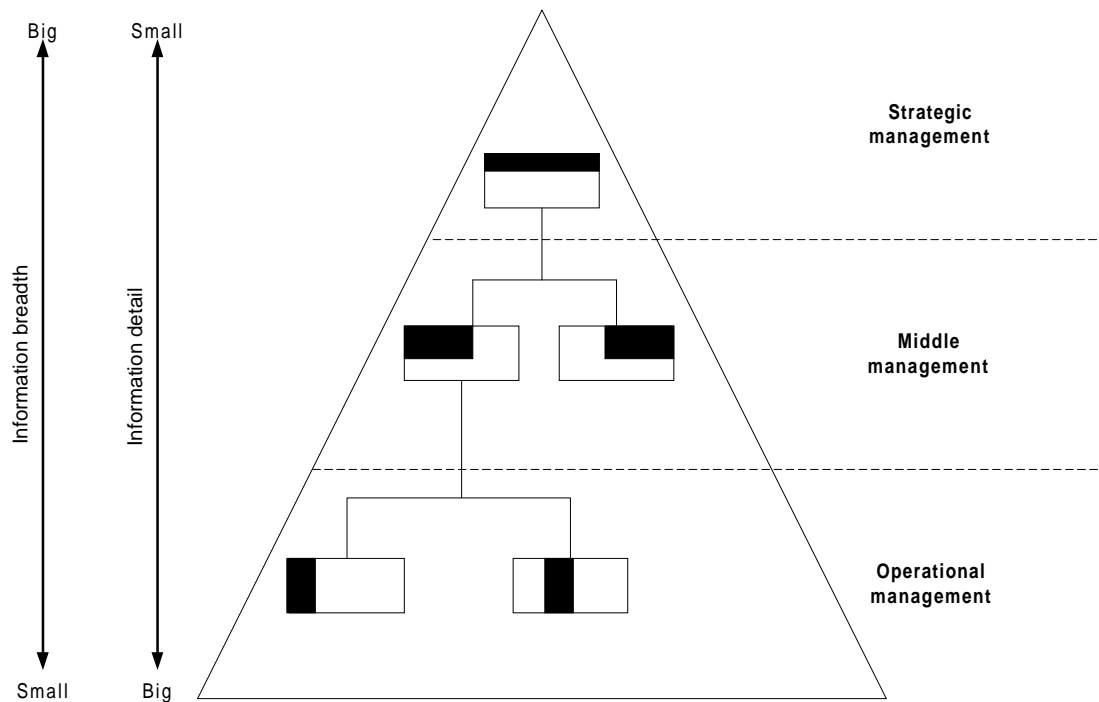 Big
Small
Strategic
management
Information breadth
Information detail
Middle
management
Operational
management
Small
Big